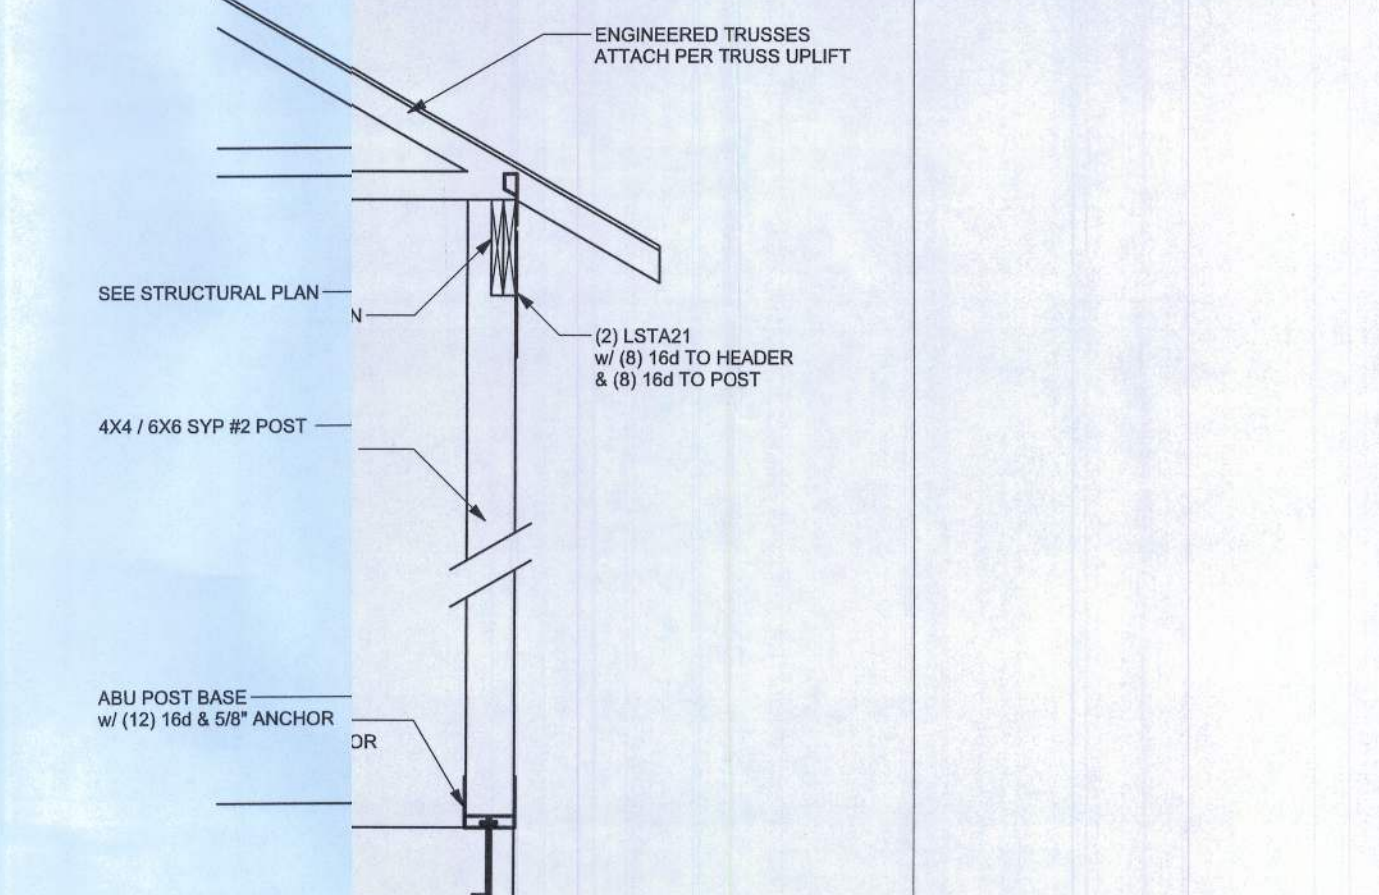 ENGINEERED TRUSSES
ATTACH PER TRUSS UPLIFT
SEE STRUCTURAL PLAN
N
(2) LSTA21
w/ (8) 16d TO HEADER
& (8) 16d TO POST
4X4 / 6X6 SYP #2 POST
ABU POST BASE
w/ (12) 16d & 5/8" ANCHOR
OR